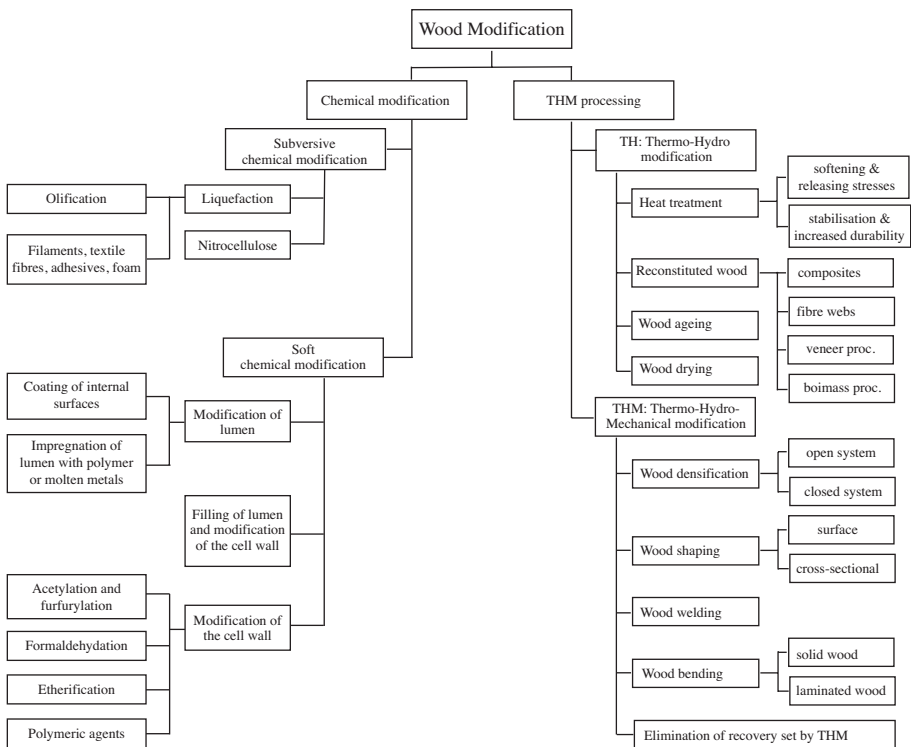 Wood Modification
Chemical modification
Subversive
chemical modification
Liquefaction
Olification
Filaments, textile
fibres, adhesives, foam
Nitrocellulose
Soft
chemical modification
Modification of
lumen
Coating of internal
surfaces
Impregnation of
lumen with polymer
or molten metals
Filling of lumen
and modification
of the cell wall
Modification of
the cell wall
Acetylation and
furfurylation
Formaldehydation
Etherification
Polymeric agents
THM processing
TH: Thermo-Hydro
modification
Heat treatment
softening &
releasing stresses
stabilisation &
increased durability
Reconstituted wood
composites
fibre webs
veneer proc.
boimass proc.
Wood ageing
Wood drying
THM: Thermo-Hydro-
Mechanical modification
Wood densification
open system
closed system
Wood shaping
surface
cross-sectional
Wood welding
Wood bending
solid wood
laminated wood
Elimination of recovery set by THM